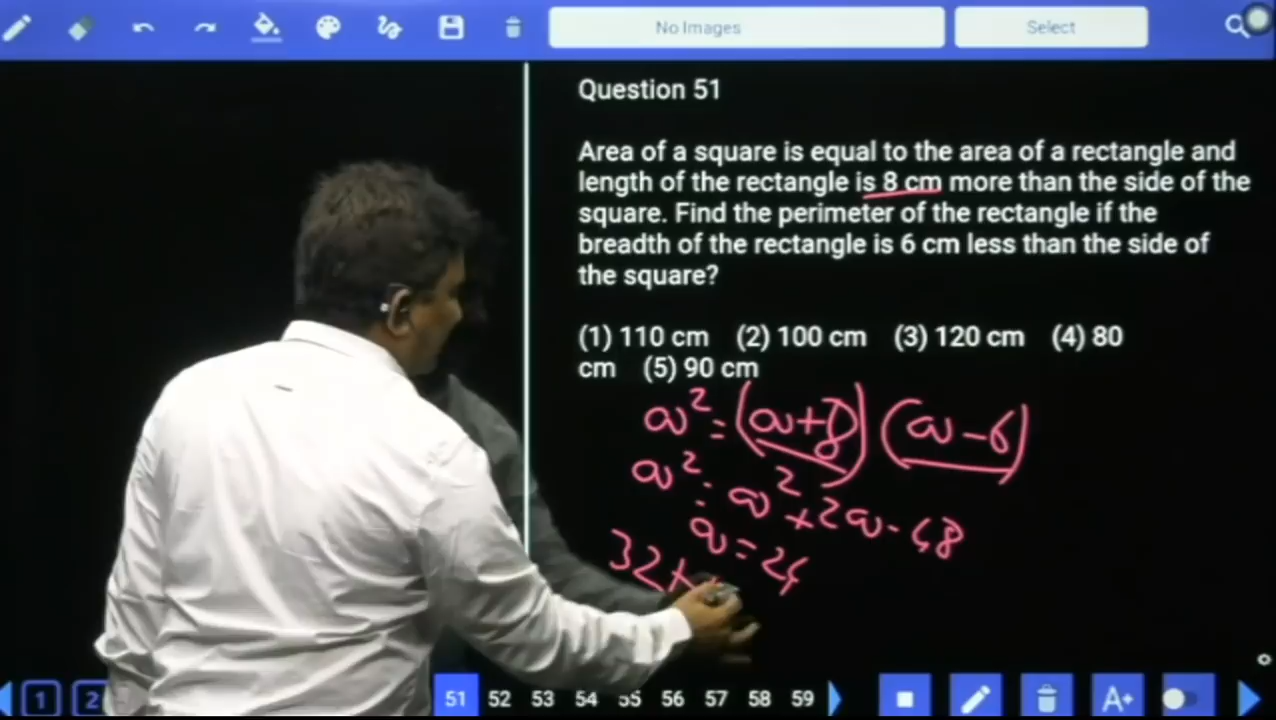 No Images
Select
Question 51
Area of a square is equal to the area of a rectangle and
length of the rectangle is 8 cm more than the side of the
square. Find the perimeter of the rectangle if the
breadth of the rectangle is 6 cm less than the side of
the square?
(1) 110 cm (2) 100 cm (3) 120 cm (4) 80
cm (5) 90 cm
a² = (a+8) (a-6)
a² = a² + 2a - 48
a = 24
32 +
1 2 51 52 53 54 55 56 57 58 59 A+